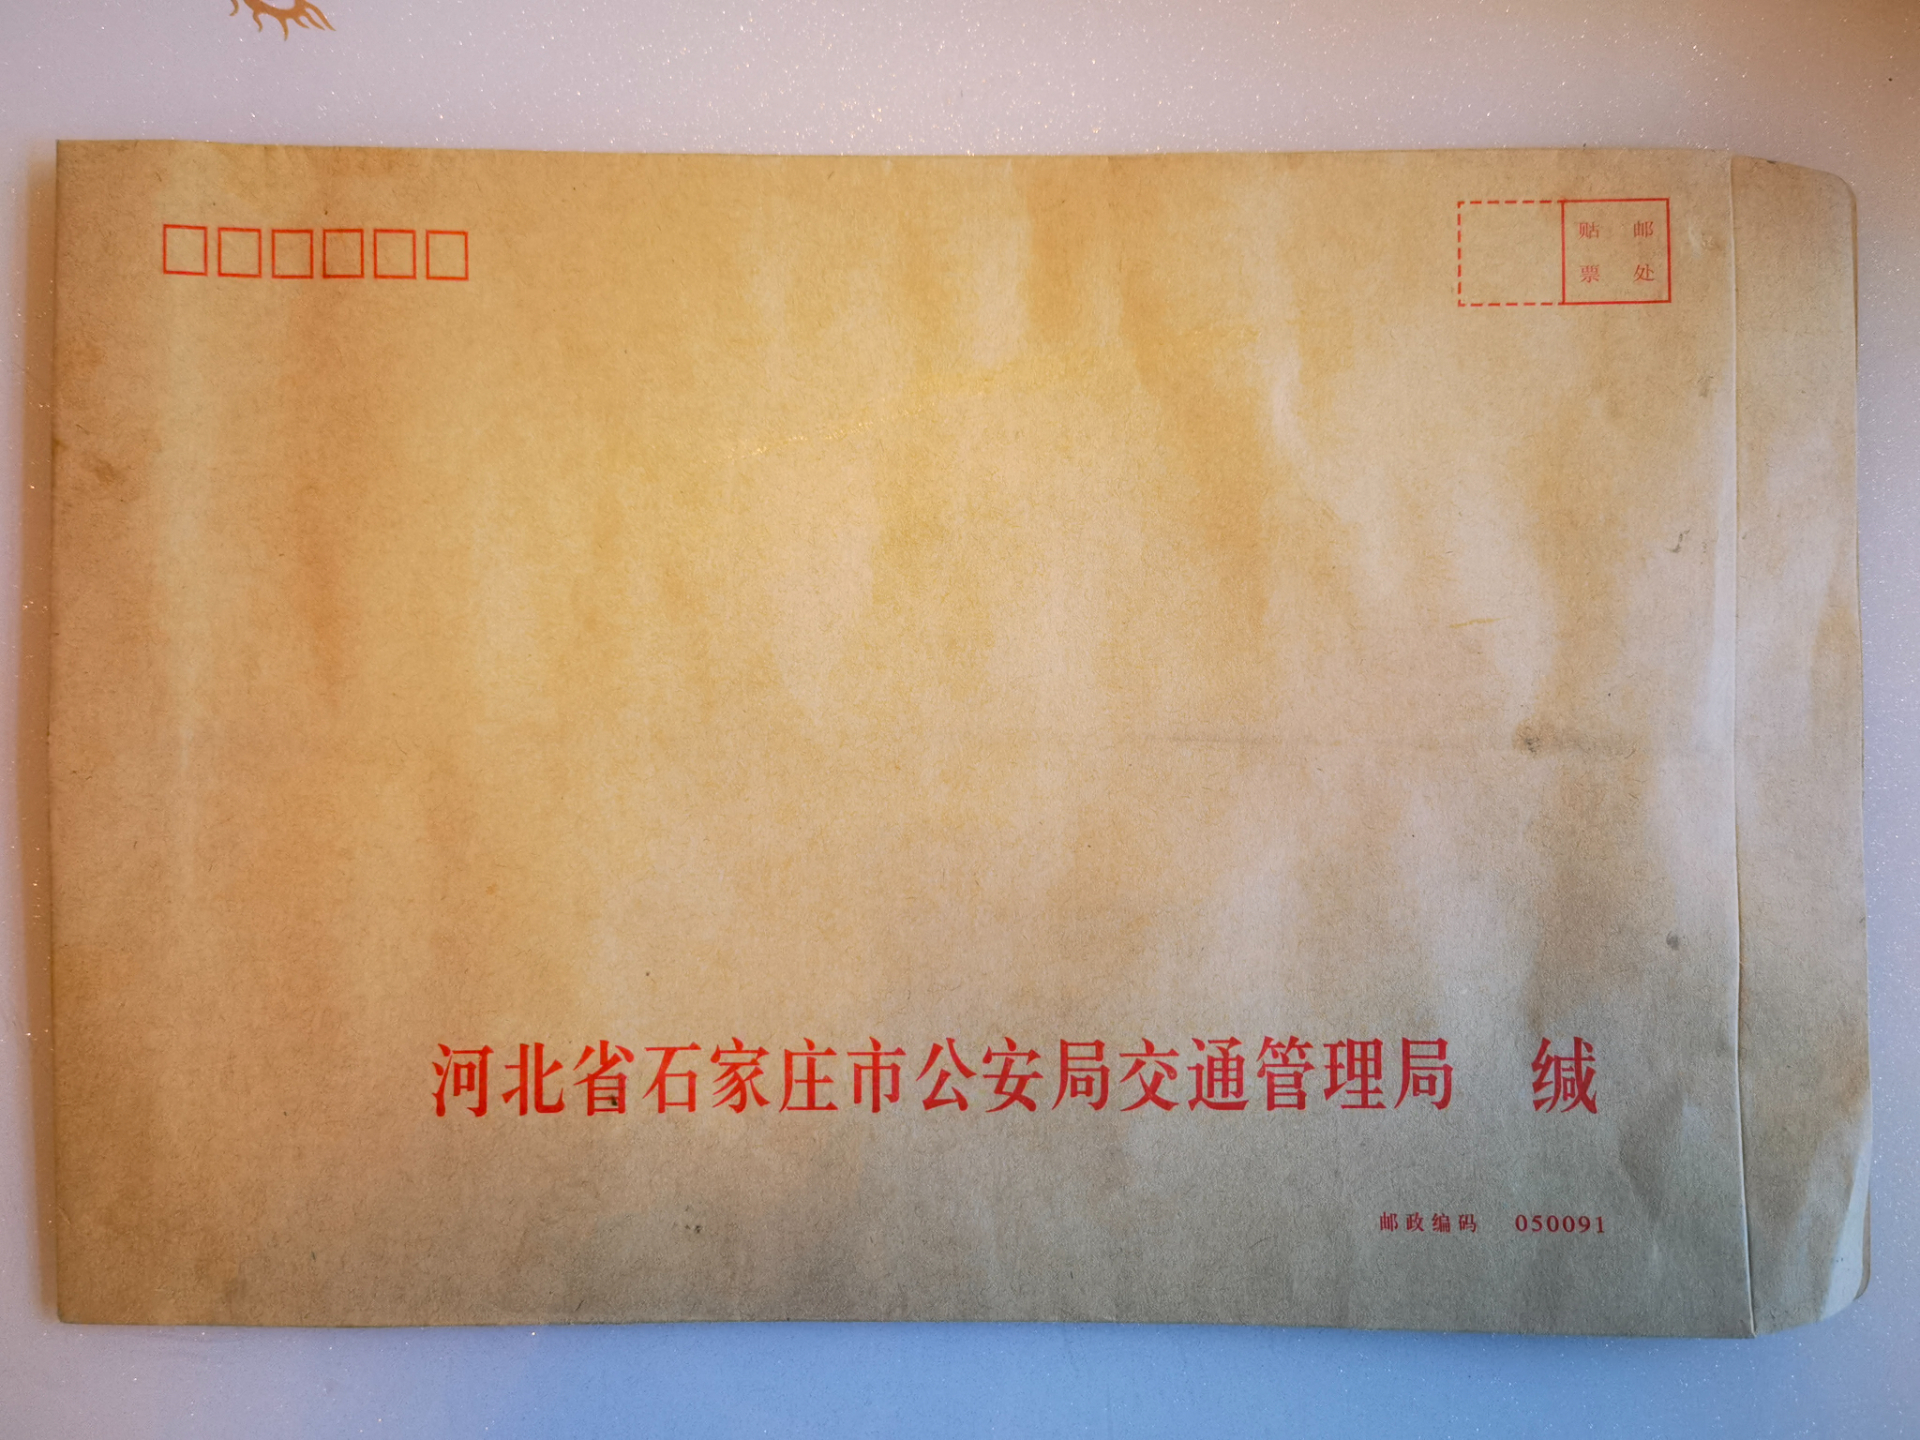 贴 邮
票 处
河北省石家庄市公安局交通管理局 缄
邮政编码 050091